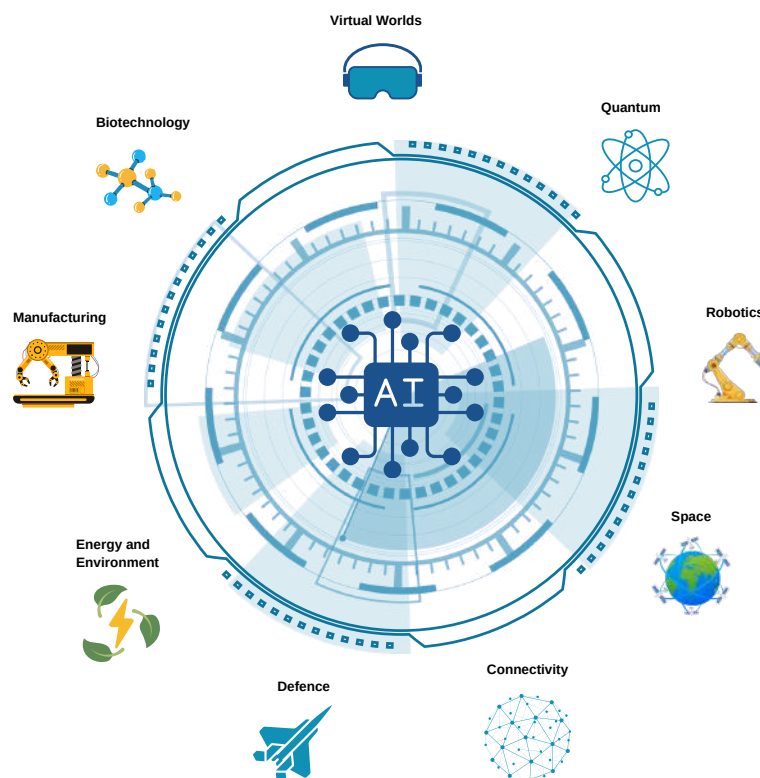 Virtual Worlds
Quantum
Biotechnology
Manufacturing
Robotics
AI
Space
Energy and
Environment
Connectivity
Defence